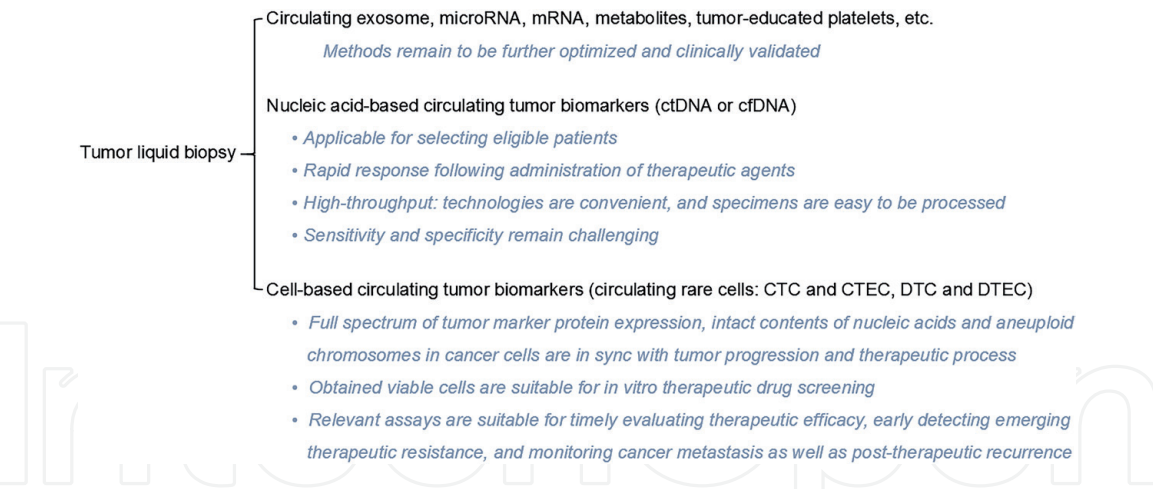 Circulating exosome, microRNA, mRNA, metabolites, tumor-educated platelets, etc.
Methods remain to be further optimized and clinically validated
Nucleic acid-based circulating tumor biomarkers (ctDNA or cfDNA)
• Applicable for selecting eligible patients
Tumor liquid biopsy
• Rapid response following administration of therapeutic agents
• High-throughput: technologies are convenient, and specimens are easy to be processed
• Sensitivity and specificity remain challenging
Cell-based circulating tumor biomarkers (circulating rare cells: CTC and CTEC, DTC and DTEC)
• Full spectrum of tumor marker protein expression, intact contents of nucleic acids and aneuploid
chromosomes in cancer cells are in sync with tumor progression and therapeutic process
• Obtained viable cells are suitable for in vitro therapeutic drug screening
• Relevant assays are suitable for timely evaluating therapeutic efficacy, early detecting emerging
therapeutic resistance, and monitoring cancer metastasis as well as post-therapeutic recurrence